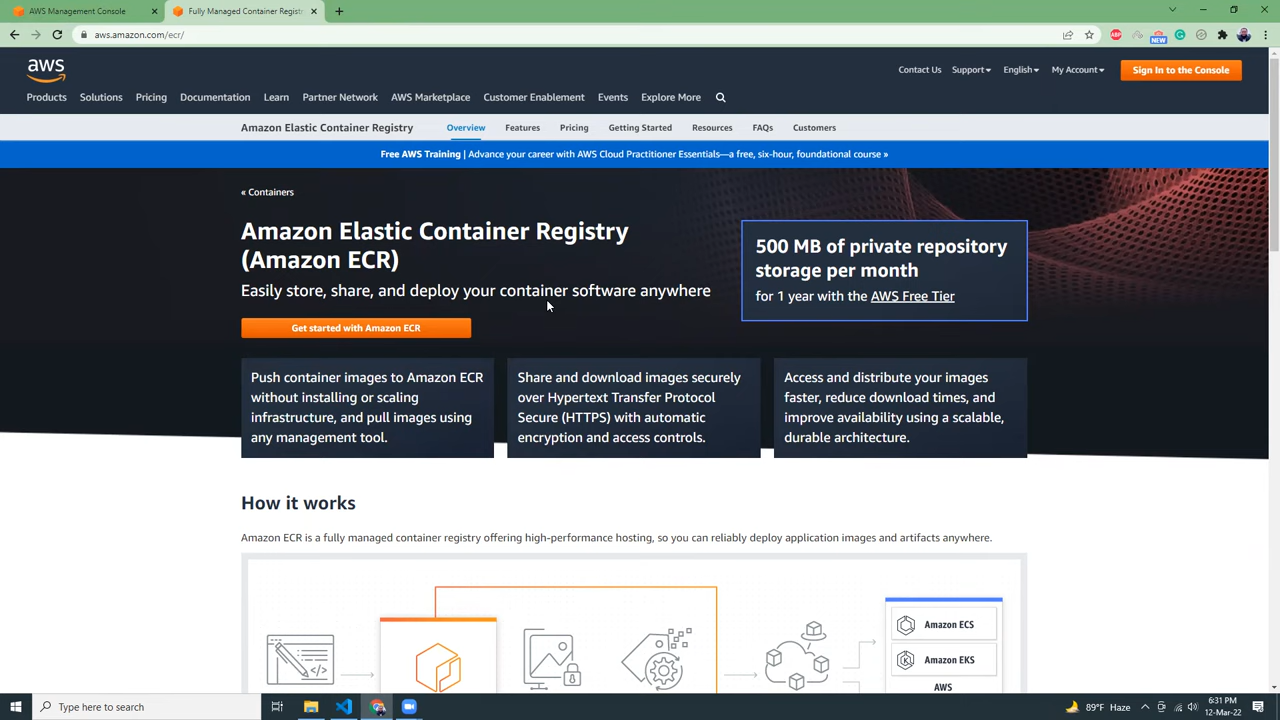 AWS Management Console
Fully Managed Container Registr
aws.amazon.com/ecr/
ABP
NEW
aws
Contact Us
Support
English
My Account
Sign In to the Console
Products
Solutions
Pricing
Documentation
Learn
Partner Network
AWS Marketplace
Customer Enablement
Events
Explore More
Amazon Elastic Container Registry
Overview
Features
Pricing
Getting Started
Resources
FAQs
Customers
Free AWS Training | Advance your career with AWS Cloud Practitioner Essentials—a free, six-hour, foundational course »
« Containers
Amazon Elastic Container Registry
(Amazon ECR)
Easily store, share, and deploy your container software anywhere
Get started with Amazon ECR
500 MB of private repository
storage per month
for 1 year with the AWS Free Tier
Push container images to Amazon ECR
without installing or scaling
infrastructure, and pull images using
any management tool.
Share and download images securely
over Hypertext Transfer Protocol
Secure (HTTPS) with automatic
encryption and access controls.
Access and distribute your images
faster, reduce download times, and
improve availability using a scalable,
durable architecture.
How it works
Amazon ECR is a fully managed container registry offering high-performance hosting, so you can reliably deploy application images and artifacts anywhere.
Amazon ECS
Amazon EKS
AWS
Type here to search
89°F Haze
6:31 PM
12-Mar-22